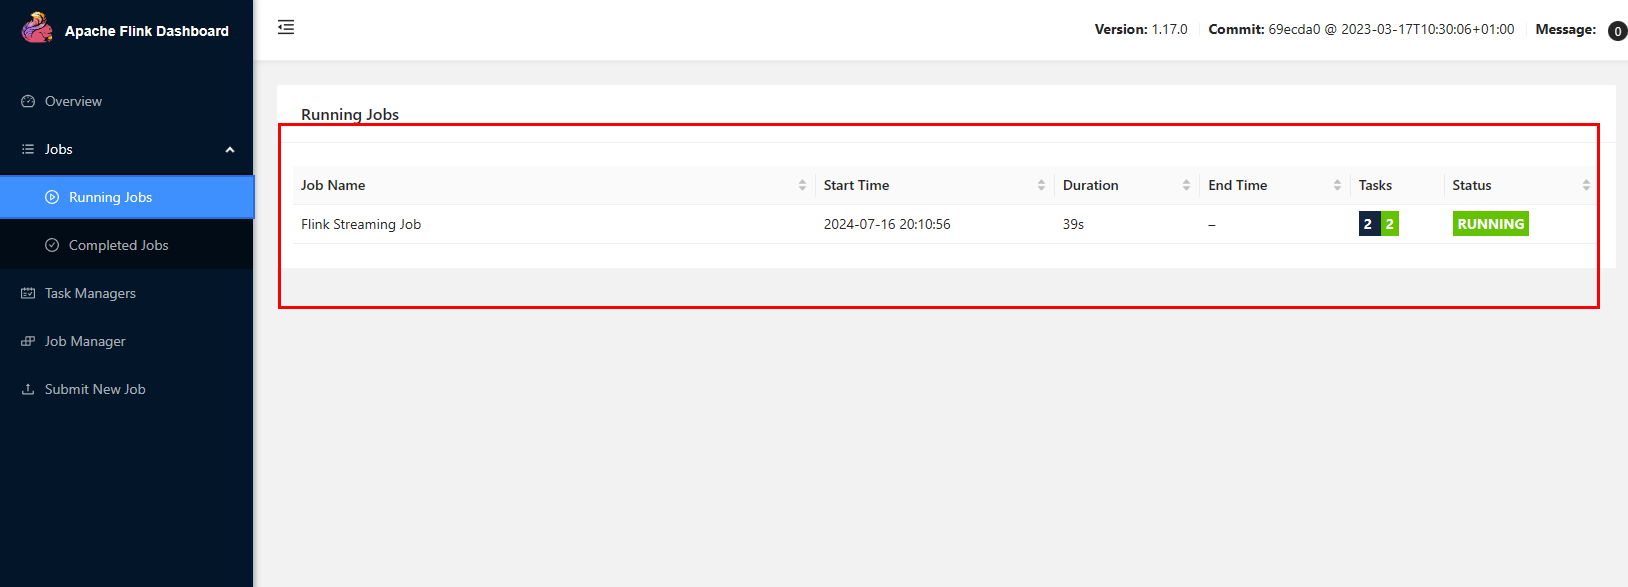 Apache Flink Dashboard
Version: 1.17.0 Commit: 69ecda0 @ 2023-03-17T10:30:06+01:00 Message: 0
Overview
Jobs
Running Jobs
Completed Jobs
Task Managers
Job Manager
Submit New Job
Running Jobs
Job Name Start Time Duration End Time Tasks Status
Flink Streaming Job 2024-07-16 20:10:56 39s – 2 2 RUNNING